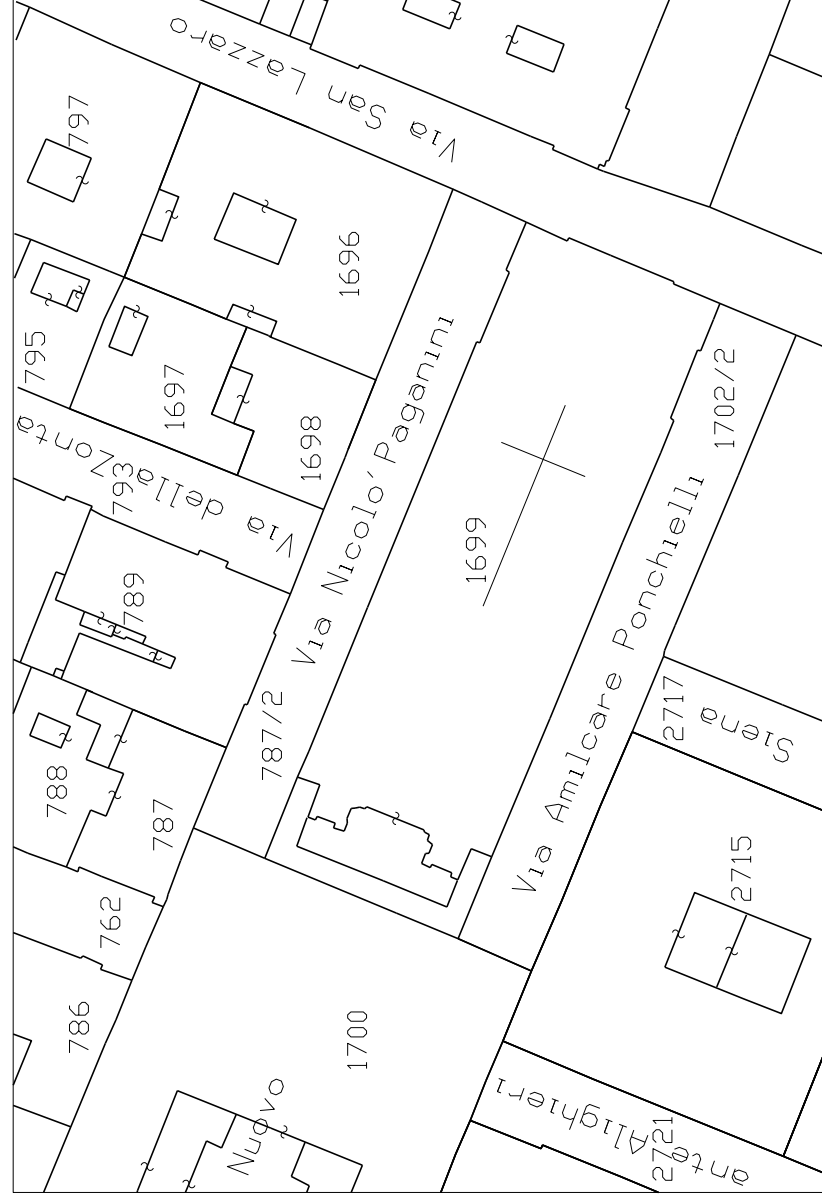 Via San Lazzaro
797
1696
795
1697
1698
Via Nicolo' Paganini
1702/2
Via della Zonta
793
1699
789
Via Amilcare Ponchielli
787/2
2717
Siena
788
787
2715
762
786
1700
Nuovo
ante Alighieri
2721